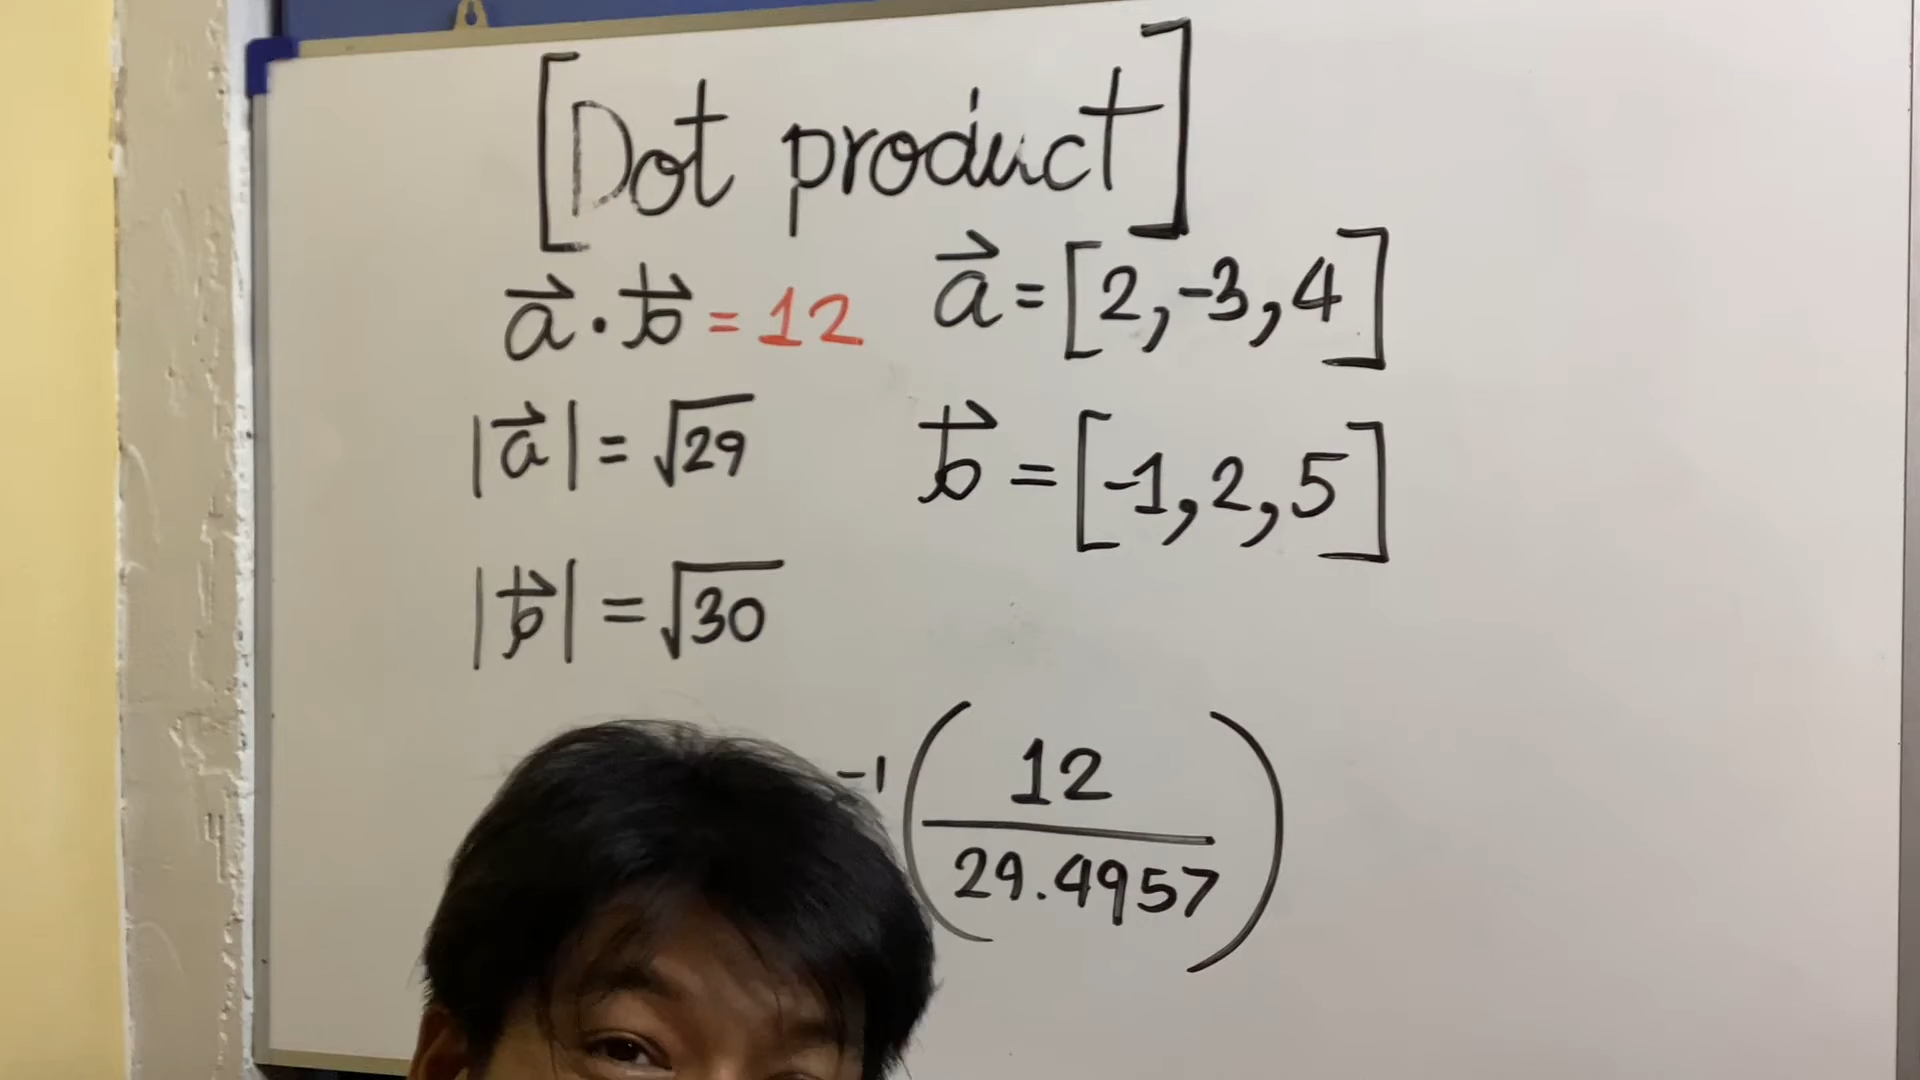 [Dot product]
a⃗ · b⃗ = 12
a⃗ = [2, -3, 4]
|a⃗| = √29
b⃗ = [-1, 2, 5]
|b⃗| = √30
-1 (12 / 29.4957)